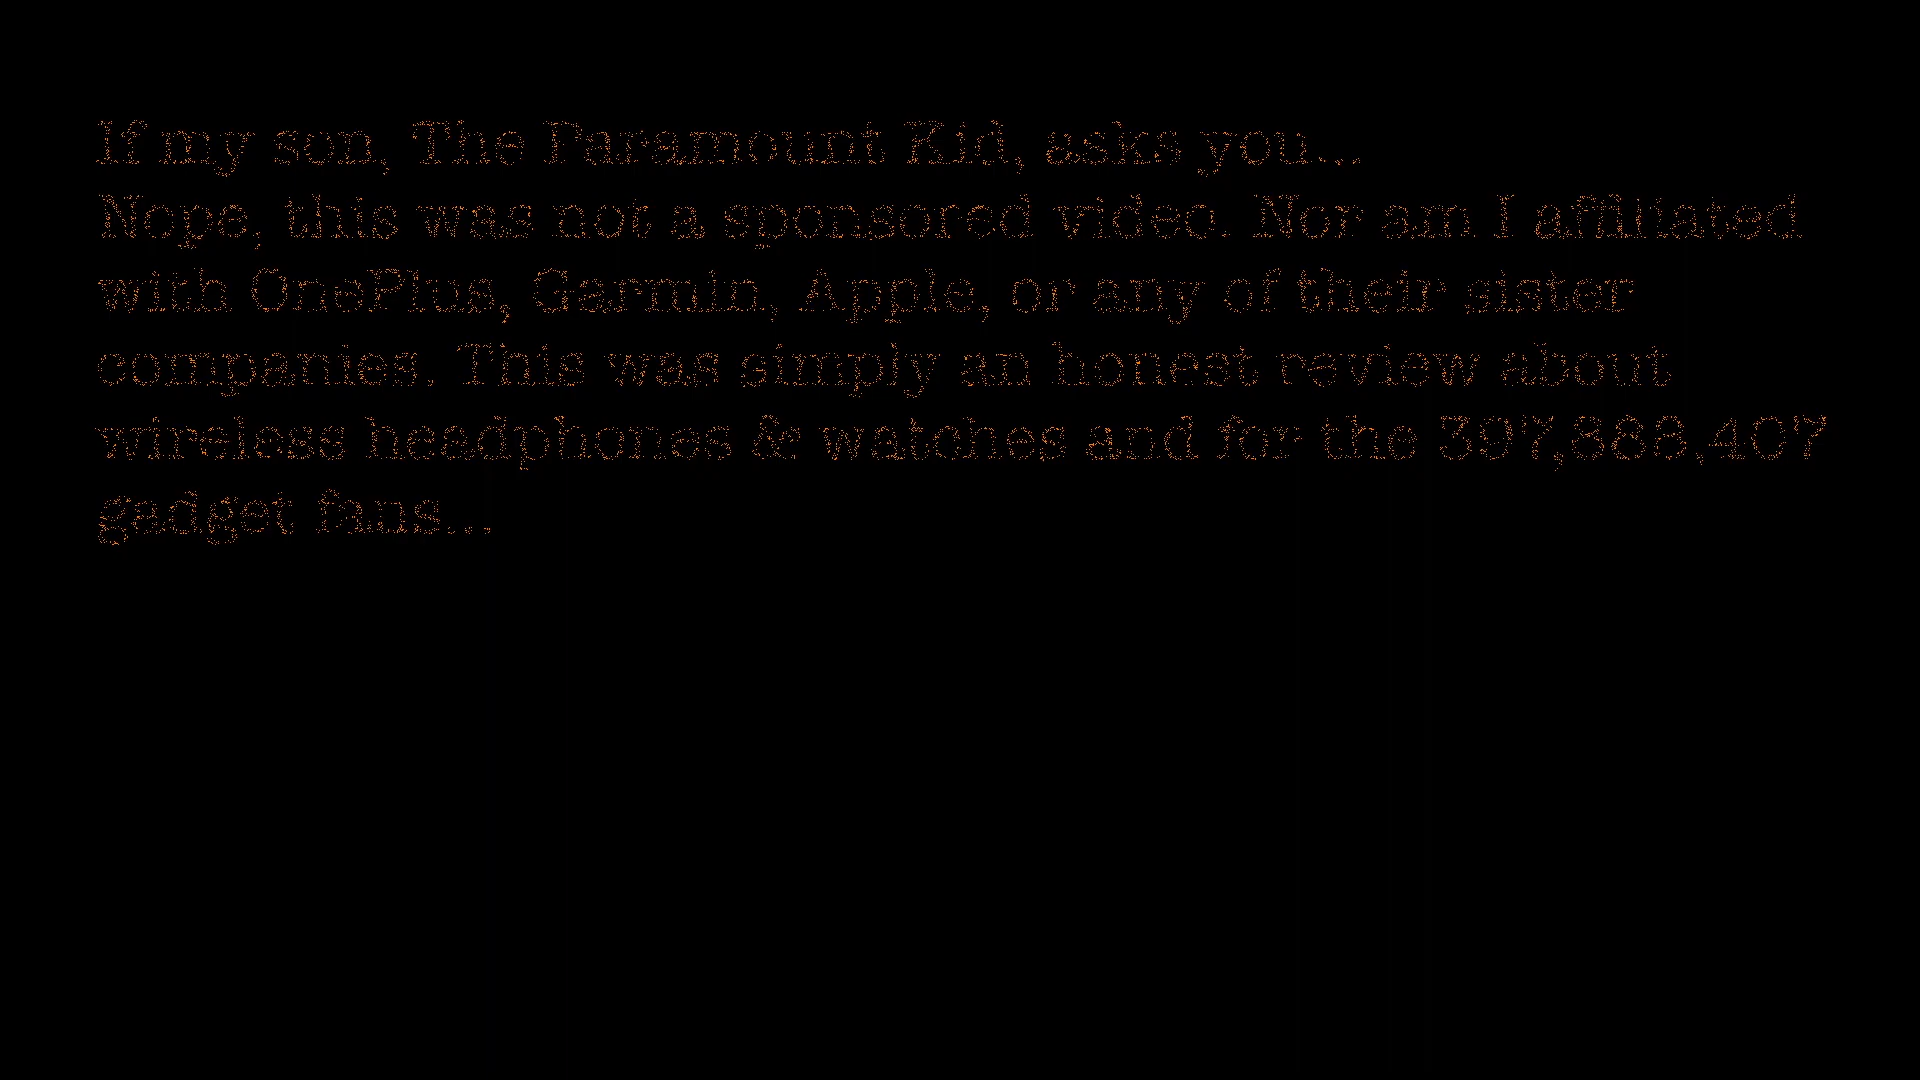 If my son, The Paramount Kid, asks you...
Nope, this was not a sponsored video. Nor am I affilitated
with OnePlus, Garmin, Apple, or any of their sister
companies. This was simply an honest review about
wireless headphones & watches and for the 397,888,407
gadget fans...